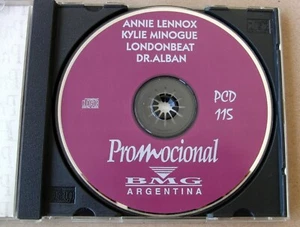 ANNIE LENNOX
KYLIE MINOGUE
LONDONBEAT
DR.ALBAN
PCD
115
Promocional
BMG
ARGENTINA